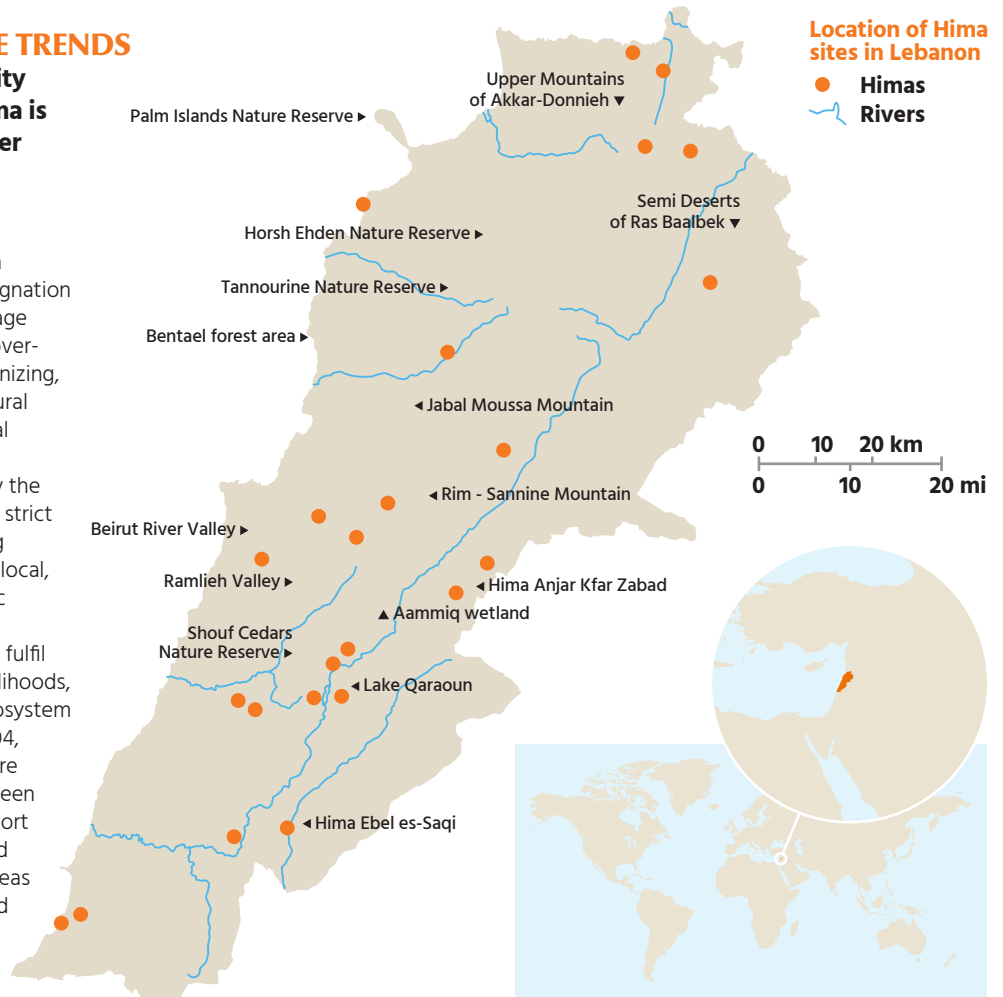 E TRENDS
ity
ma is
er
gnation
age
over-
nizing,
ural
al
y the
strict
g
local,
c
fulfil
lihoods,
osystem
04,
re
een
ort
d
eas
d
Location of Hima
sites in Lebanon
Himas
Rivers
Upper Mountains
of Akkar-Donnieh ▼
Palm Islands Nature Reserve ►
Semi Deserts
of Ras Baalbek ▼
Horsh Ehden Nature Reserve ►
Tannourine Nature Reserve ►
Bentael forest area ►
◄ Jabal Moussa Mountain
◄ Rim - Sannine Mountain
Beirut River Valley ►
Ramlieh Valley ►
◄ Hima Anjar Kfar Zabad
▲ Aammiq wetland
Shouf Cedars
Nature Reserve ►
◄ Lake Qaraoun
◄ Hima Ebel es-Saqi
0 10 20 km
0 10 20 mi